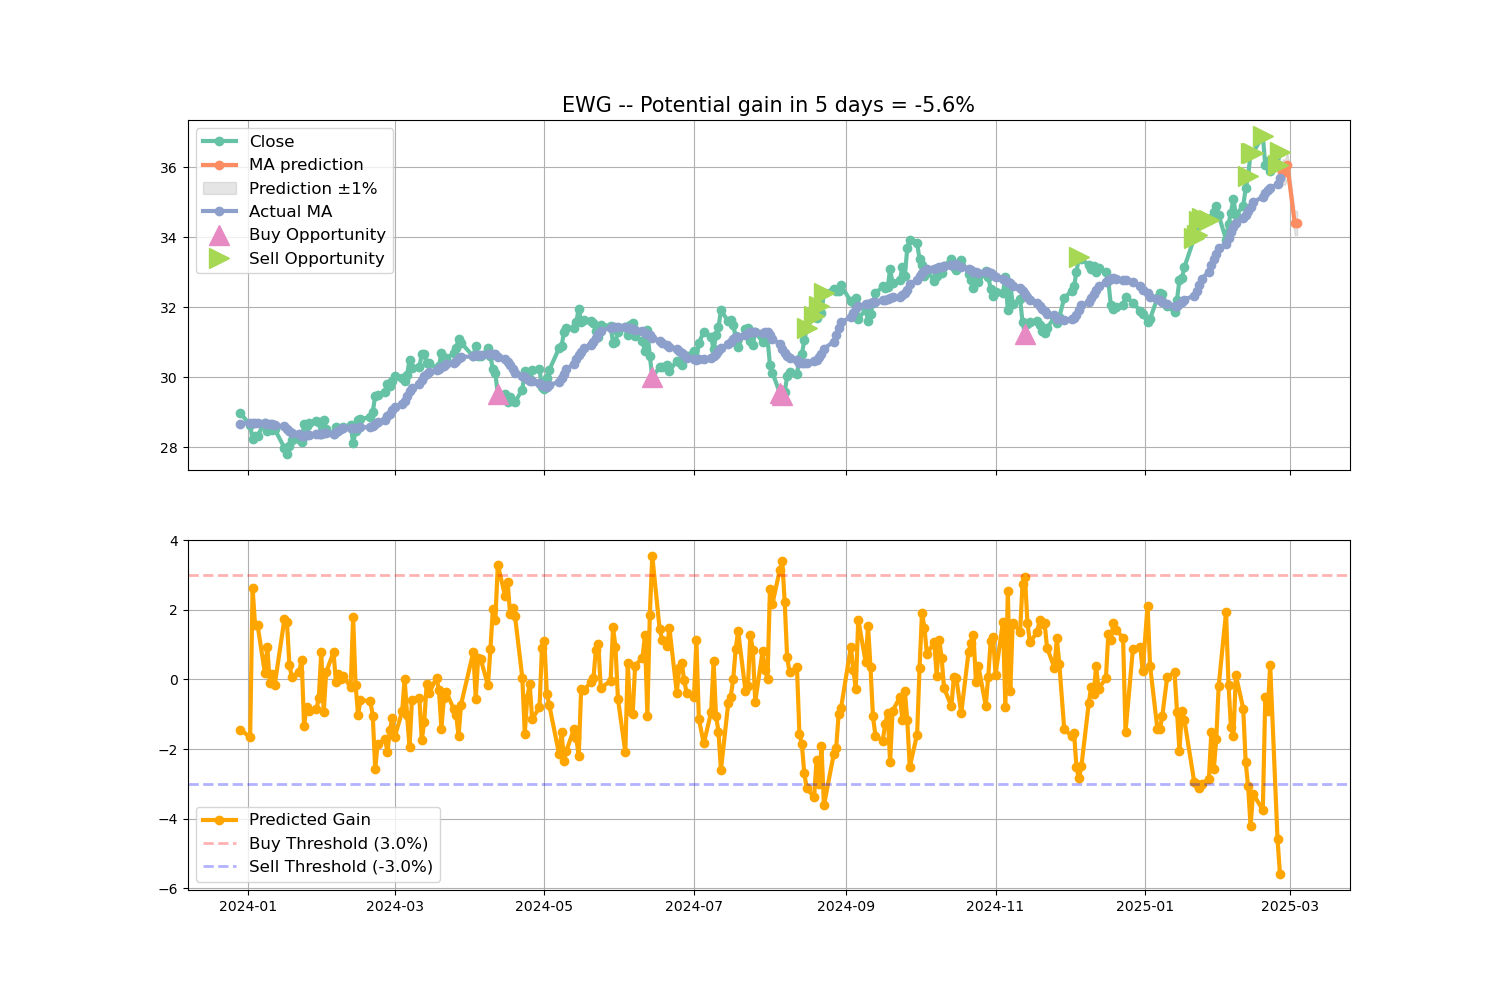 EWG -- Potential gain in 5 days = -5.6%
Close
MA prediction
Prediction ±1%
Actual MA
Buy Opportunity
Sell Opportunity
36
34
32
30
28
4
2
0
−2
−4
−6
Predicted Gain
Buy Threshold (3.0%)
Sell Threshold (-3.0%)
2024-01 2024-03 2024-05 2024-07 2024-09 2024-11 2025-01 2025-03